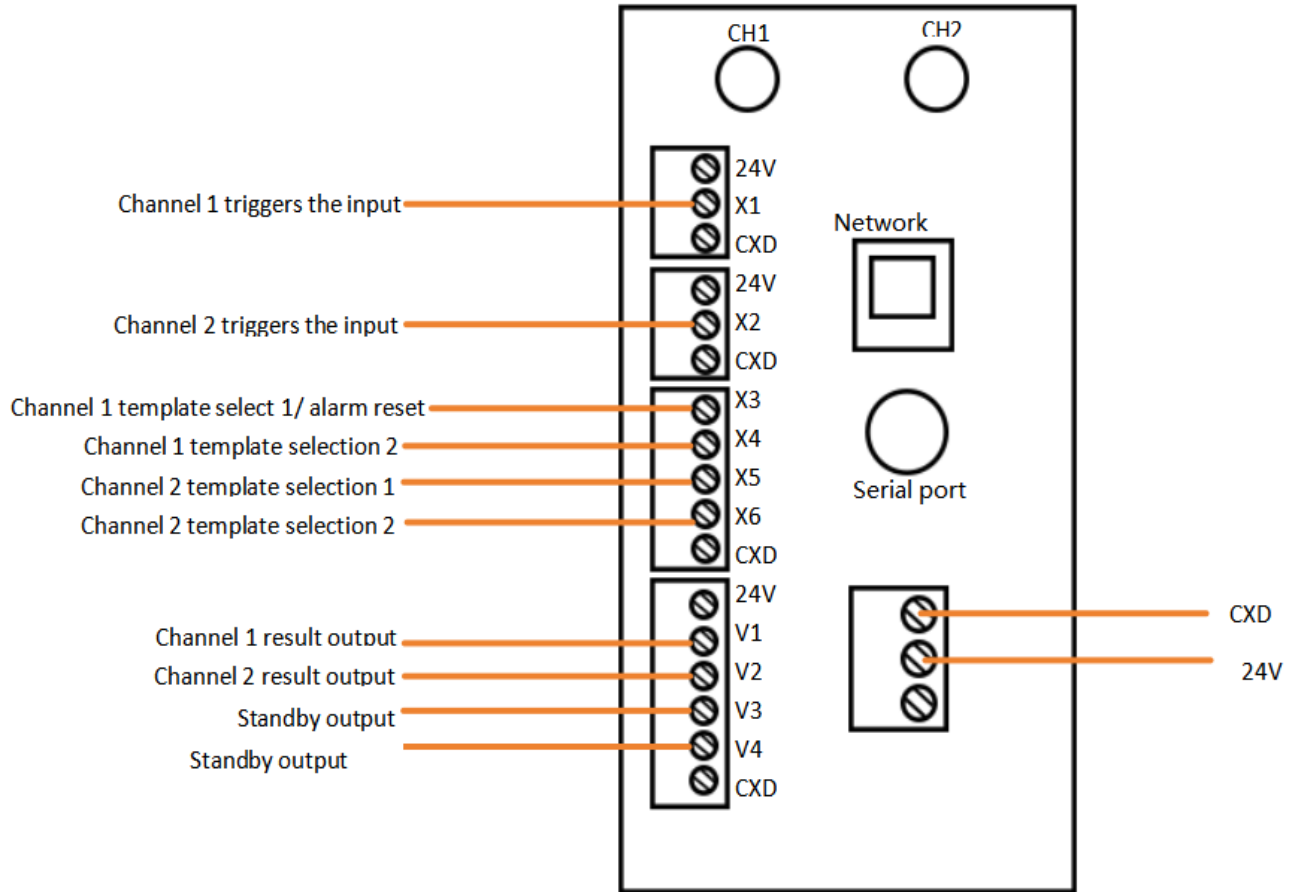 CH1
CH2
24V
Channel 1 triggers the input
X1
CXD
Network
24V
Channel 2 triggers the input
X2
CXD
Channel 1 template select 1/ alarm reset
X3
Channel 1 template selection 2
X4
Channel 2 template selection 1
X5
Serial port
Channel 2 template selection 2
X6
CXD
24V
Channel 1 result output
V1
CXD
Channel 2 result output
V2
24V
Standby output
V3
Standby output
V4
CXD